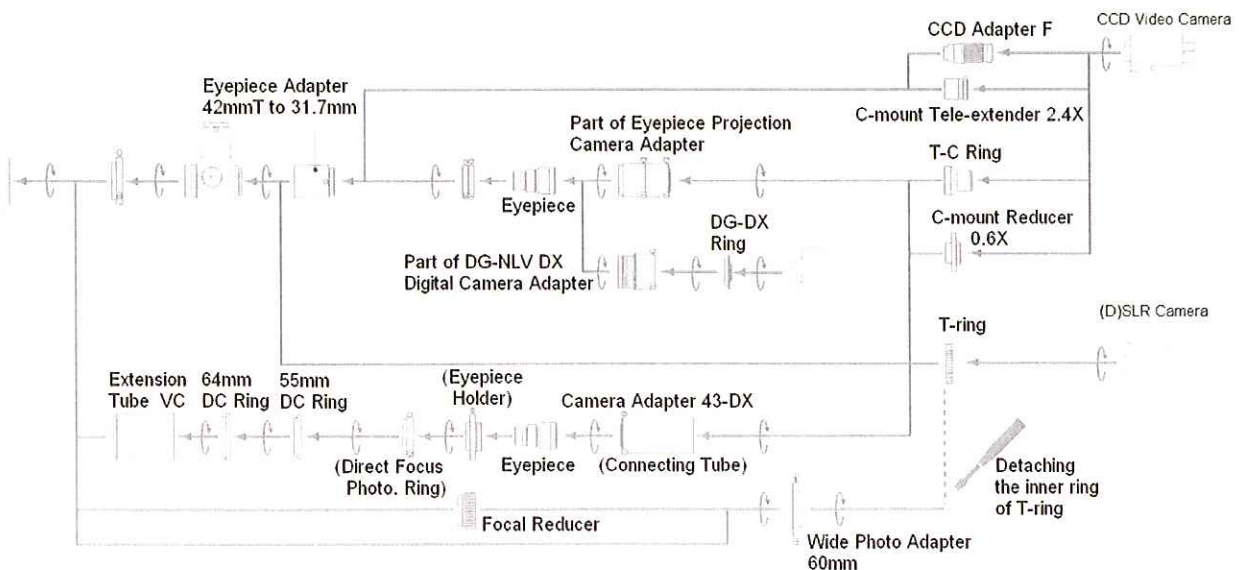 CCD Adapter F
CCD Video Camera
Eyepiece Adapter
42mmT to 31.7mm
C-mount Tele-extender 2.4X
Part of Eyepiece Projection
Camera Adapter
T-C Ring
Eyepiece
C-mount Reducer
0.6X
DG-DX
Ring
Part of DG-NLV DX
Digital Camera Adapter
T-ring
(D)SLR Camera
Extension
Tube VC
64mm
DC Ring
55mm
DC Ring
(Eyepiece
Holder)
Camera Adapter 43-DX
(Direct Focus
Photo. Ring)
Eyepiece
(Connecting Tube)
Detaching
the inner ring
of T-ring
Focal Reducer
Wide Photo Adapter
60mm